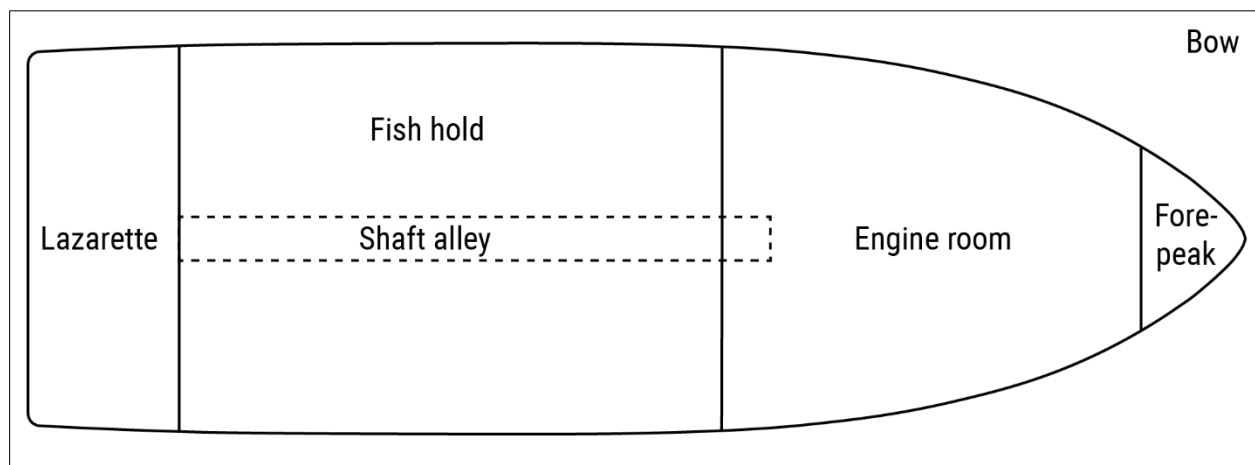 Bow
Fish hold
Lazarette
Shaft alley
Engine room
Fore-
peak